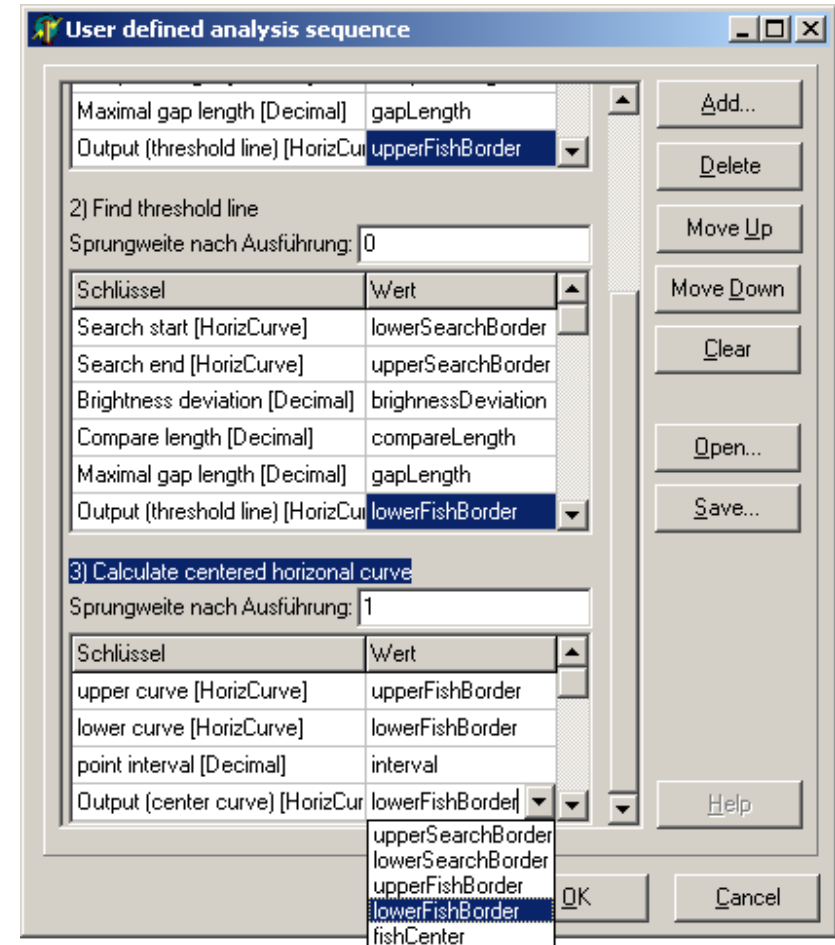 User defined analysis sequence
Maximal gap length [Decimal] gapLength
Output (threshold line) [HorizCur upperFishBorder
2) Find threshold line
Sprungweite nach Ausführung: 0
Schlüssel Wert
Search start [HorizCurve] lowerSearchBorder
Search end [HorizCurve] upperSearchBorder
Brightness deviation [Decimal] brighnessDeviation
Compare length [Decimal] compareLength
Maximal gap length [Decimal] gapLength
Output (threshold line) [HorizCur lowerFishBorder
3) Calculate centered horizonal curve
Sprungweite nach Ausführung: 1
Schlüssel Wert
upper curve [HorizCurve] upperFishBorder
lower curve [HorizCurve] lowerFishBorder
point interval [Decimal] interval
Output (center curve) [HorizCur lowerFishBorder
upperSearchBorder
lowerSearchBorder
upperFishBorder
lowerFishBorder
fishCenter
Add...
Delete
Move Up
Move Down
Clear
Open...
Save...
Help
OK
Cancel